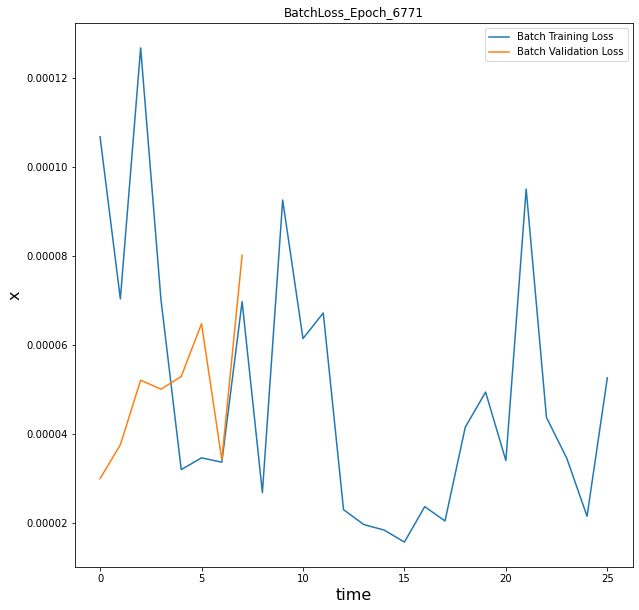 BatchLoss_Epoch_6771
Batch Training Loss
Batch Validation Loss
0.00012
0.00010
0.00008
0.00006
0.00004
0.00002
x
0
5
10
15
20
25
time